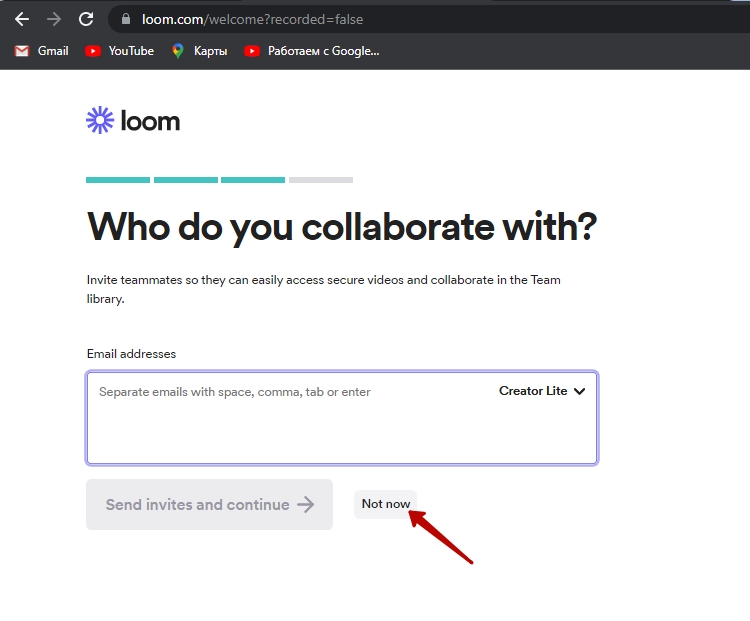 loom.com/welcome?recorded=false
Gmail YouTube Карты Работаем с Google...
loom
Who do you collaborate with?
Invite teammates so they can easily access secure videos and collaborate in the Team
library.
Email addresses
Separate emails with space, comma, tab or enter Creator Lite
Send invites and continue Not now